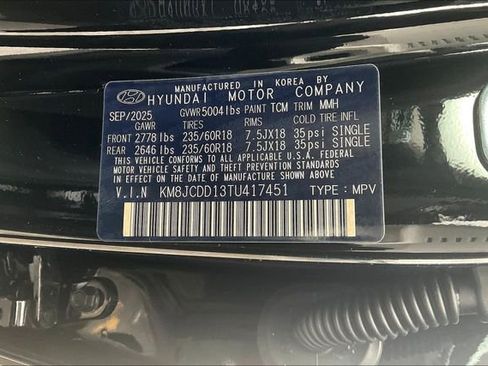 MANUFACTURED IN KOREA BY
HYUNDAI MOTOR COMPANY
SEP/2025 GVWR 5004 lbs PAINT TCM TRIM MMH
GAWR TIRES RIMS COLD TIRE INFL
FRONT 2778 lbs 235/60R18 7.5JX18 35psi SINGLE
REAR 2646 lbs 235/60R18 7.5JX18 35psi SINGLE
THIS VEHICLE CONFORMS TO ALL APPLICABLE U.S.A. FEDERAL
MOTOR VEHICLE SAFETY AND THEFT PREVENTION STANDARDS
IN EFFECT ON THE DATE OF MANUFACTURE SHOWN ABOVE.
V.I.N KM8JCDD13TU417451 TYPE : MPV